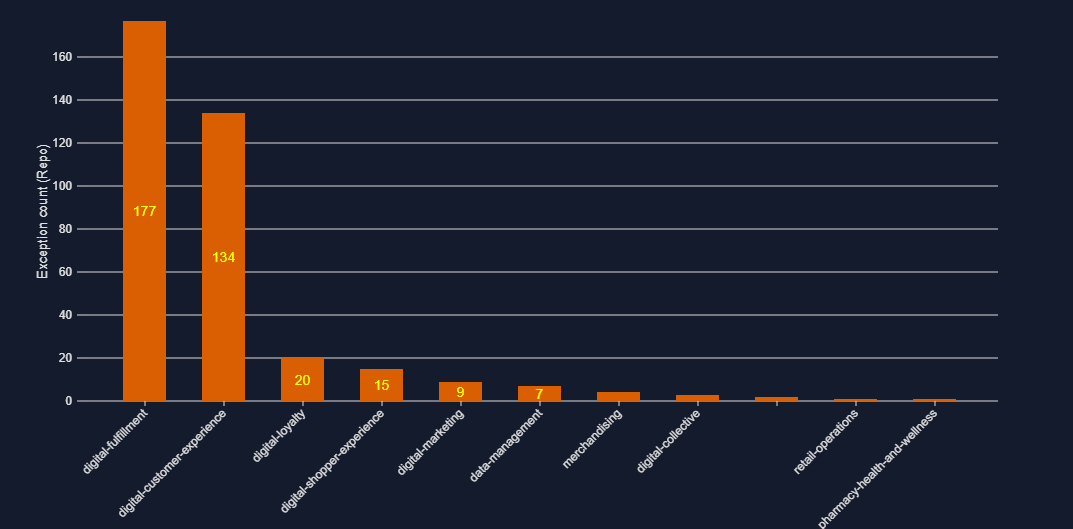 160
140
120
100
80
60
40
20
0
Exception count (Repo)
177
134
20
15
9
7
digital-fulfillment
digital-customer-experience
digital-loyalty
digital-shopper-experience
digital-marketing
data-management
merchandising
digital-collective
retail-operations
pharmacy-health-and-wellness